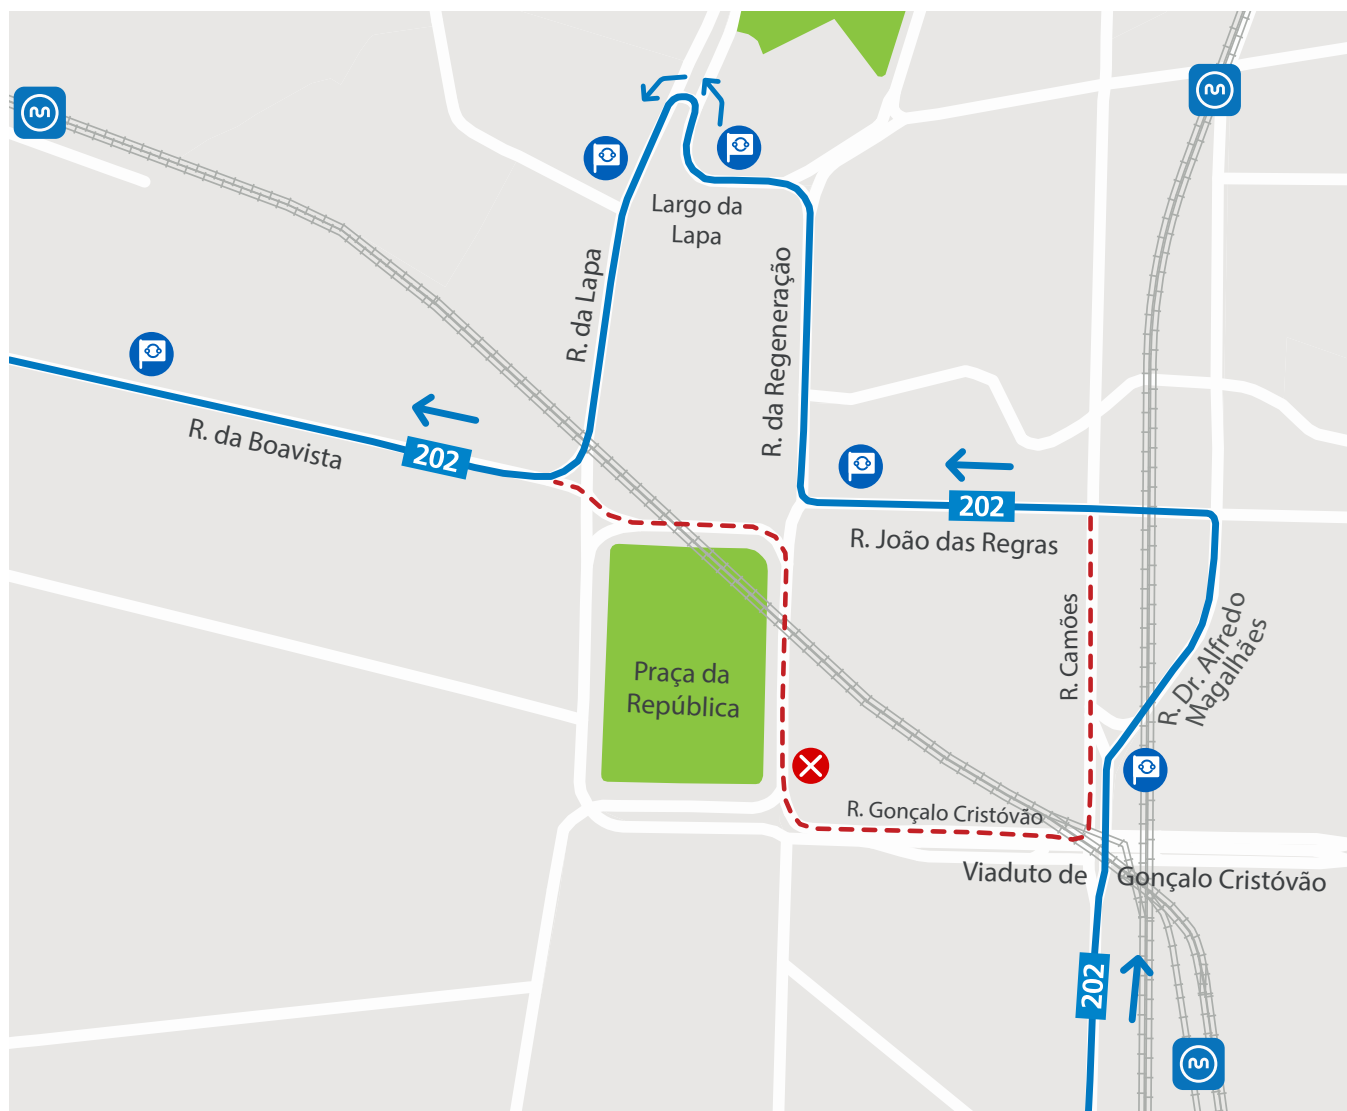 Largo da
Lapa
R. da Lapa
R. da Regeneração
R. da Boavista
202
202
R. João das Regras
R. Camões
R. Dr. Alfredo
Magalhães
Praça da
República
R. Gonçalo Cristóvão
Viaduto de Gonçalo Cristóvão
202